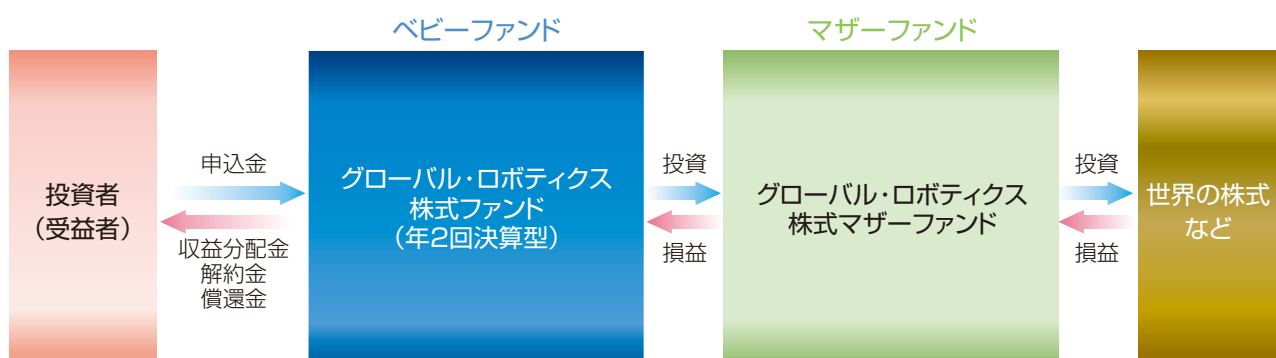 ベビーファンド
マザーファンド
投資者
（受益者）
申込金
収益分配金
解約金
償還金
グローバル・ロボティクス
株式ファンド
（年2回決算型）
投資
損益
グローバル・ロボティクス
株式マザーファンド
投資
損益
世界の株式
など